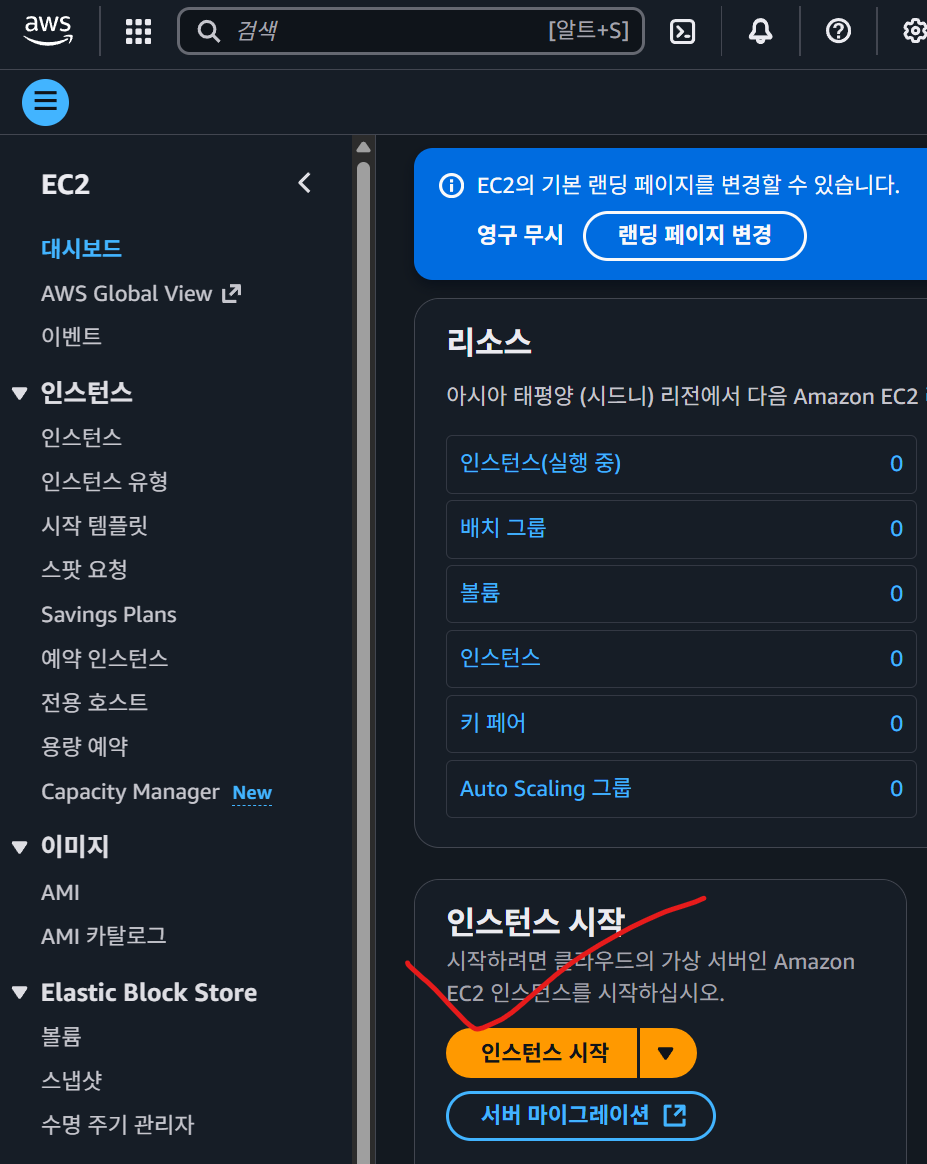 aws
검색 [알트+S]
EC2
대시보드
AWS Global View
이벤트
인스턴스
인스턴스
인스턴스 유형
시작 템플릿
스팟 요청
Savings Plans
예약 인스턴스
전용 호스트
용량 예약
Capacity Manager New
이미지
AMI
AMI 카탈로그
Elastic Block Store
볼륨
스냅샷
수명 주기 관리자
EC2의 기본 랜딩 페이지를 변경할 수 있습니다.
영구 무시 랜딩 페이지 변경
리소스
아시아 태평양 (시드니) 리전에서 다음 Amazon EC2
인스턴스(실행 중) 0
배치 그룹 0
볼륨 0
인스턴스 0
키 페어 0
Auto Scaling 그룹 0
인스턴스 시작
시작하려면 클라우드의 가상 서버인 Amazon
EC2 인스턴스를 시작하십시오.
인스턴스 시작
서버 마이그레이션